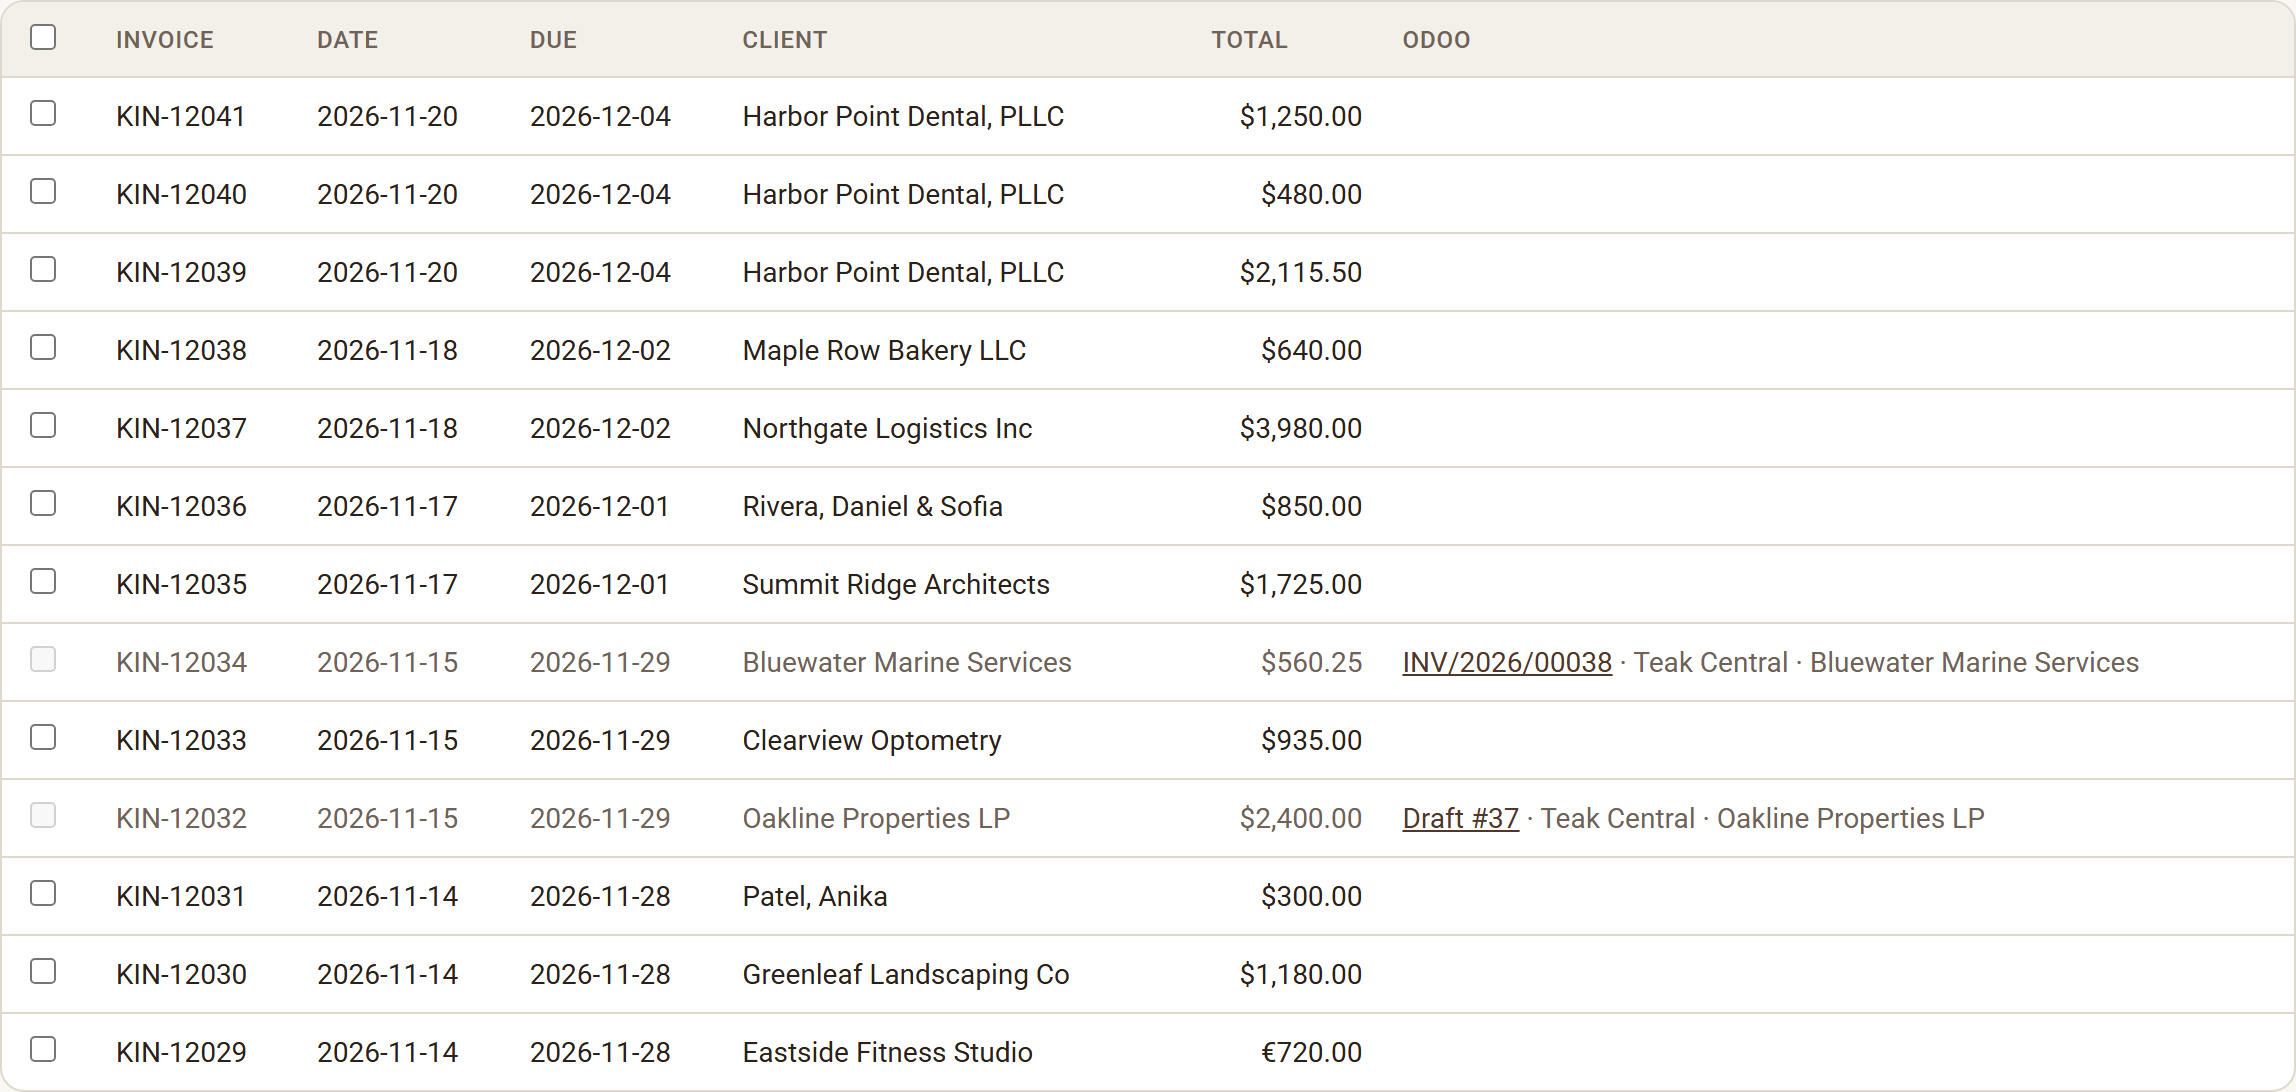 INVOICE DATE DUE CLIENT TOTAL ODOO
KIN-12041 2026-11-20 2026-12-04 Harbor Point Dental, PLLC $1,250.00
KIN-12040 2026-11-20 2026-12-04 Harbor Point Dental, PLLC $480.00
KIN-12039 2026-11-20 2026-12-04 Harbor Point Dental, PLLC $2,115.50
KIN-12038 2026-11-18 2026-12-02 Maple Row Bakery LLC $640.00
KIN-12037 2026-11-18 2026-12-02 Northgate Logistics Inc $3,980.00
KIN-12036 2026-11-17 2026-12-01 Rivera, Daniel & Sofia $850.00
KIN-12035 2026-11-17 2026-12-01 Summit Ridge Architects $1,725.00
KIN-12034 2026-11-15 2026-11-29 Bluewater Marine Services $560.25 INV/2026/00038 · Teak Central · Bluewater Marine Services
KIN-12033 2026-11-15 2026-11-29 Clearview Optometry $935.00
KIN-12032 2026-11-15 2026-11-29 Oakline Properties LP $2,400.00 Draft #37 · Teak Central · Oakline Properties LP
KIN-12031 2026-11-14 2026-11-28 Patel, Anika $300.00
KIN-12030 2026-11-14 2026-11-28 Greenleaf Landscaping Co $1,180.00
KIN-12029 2026-11-14 2026-11-28 Eastside Fitness Studio €720.00